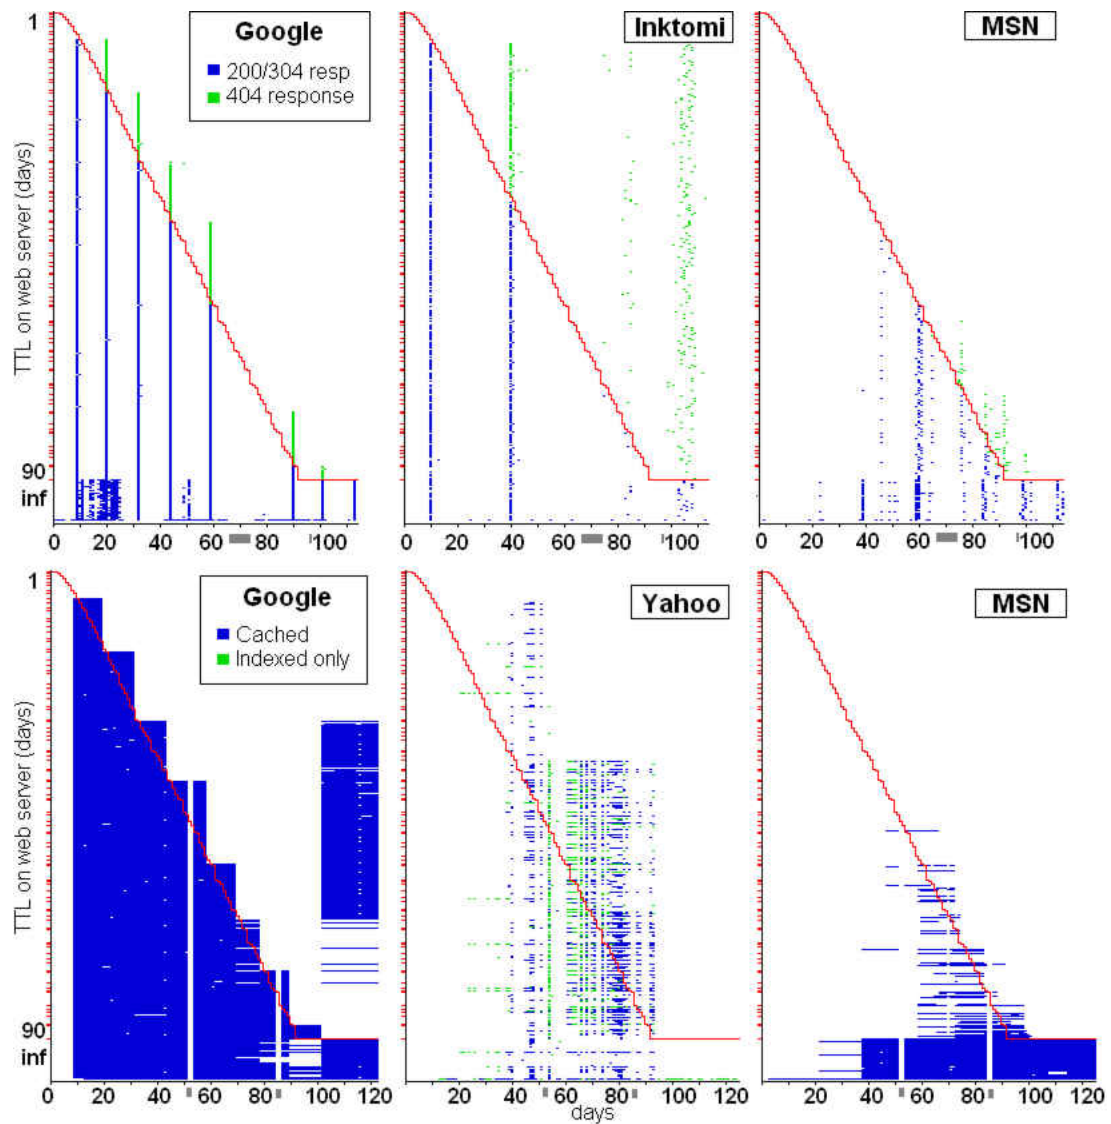 Google
200/304 resp
404 response
Inktomi
MSN
TTL on web server (days)
1
90
inf
0 20 40 60 80 100
0 20 40 60 80 100
0 20 40 60 80 100
Google
Cached
Indexed only
Yahoo
MSN
TTL on web server (days)
1
90
inf
0 20 40 60 80 100 120
0 20 40 60 80 100 120
0 20 40 60 80 100 120
days